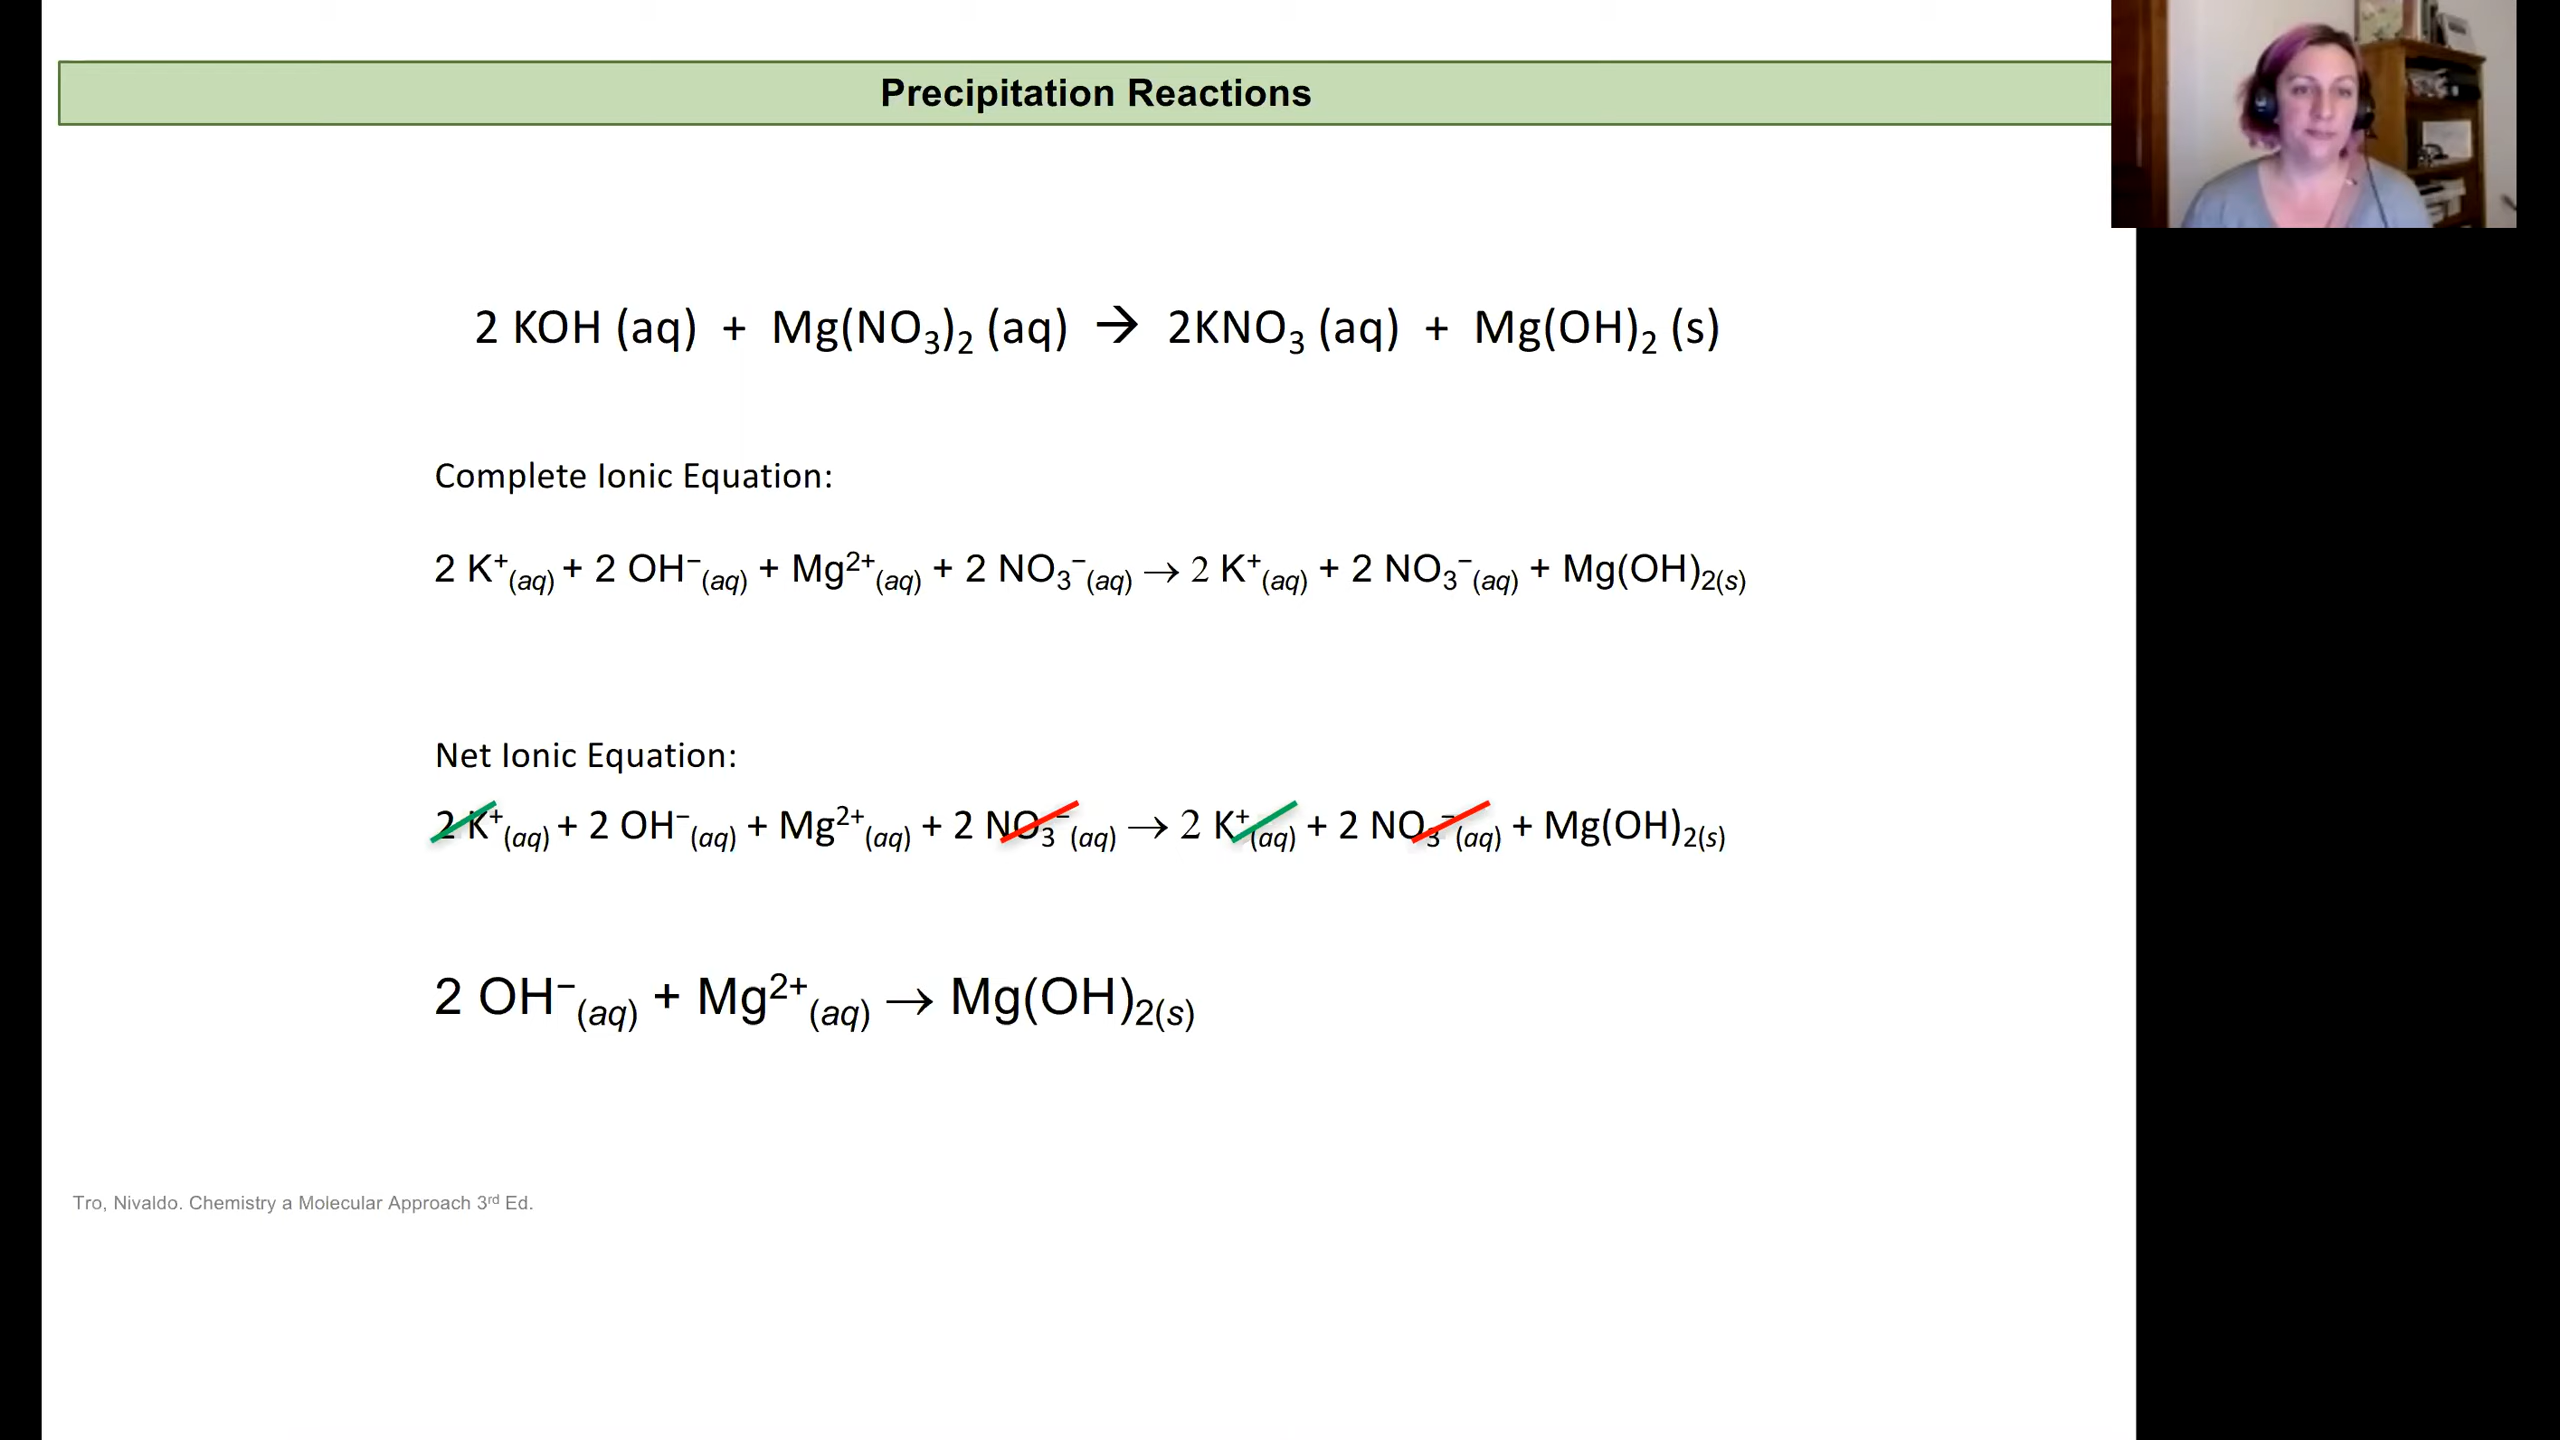 Precipitation Reactions
2 KOH (aq) + Mg(NO₃)₂ (aq) → 2KNO₃ (aq) + Mg(OH)₂ (s)
Complete Ionic Equation:
2 K⁺(aq) + 2 OH⁻(aq) + Mg²⁺(aq) + 2 NO₃⁻(aq) → 2 K⁺(aq) + 2 NO₃⁻(aq) + Mg(OH)₂(s)
Net Ionic Equation:
2 K⁺(aq) + 2 OH⁻(aq) + Mg²⁺(aq) + 2 NO₃⁻(aq) → 2 K⁺(aq) + 2 NO₃⁻(aq) + Mg(OH)₂(s)
2 OH⁻(aq) + Mg²⁺(aq) → Mg(OH)₂(s)
Tro, Nivaldo. Chemistry a Molecular Approach 3ʳᵈ Ed.